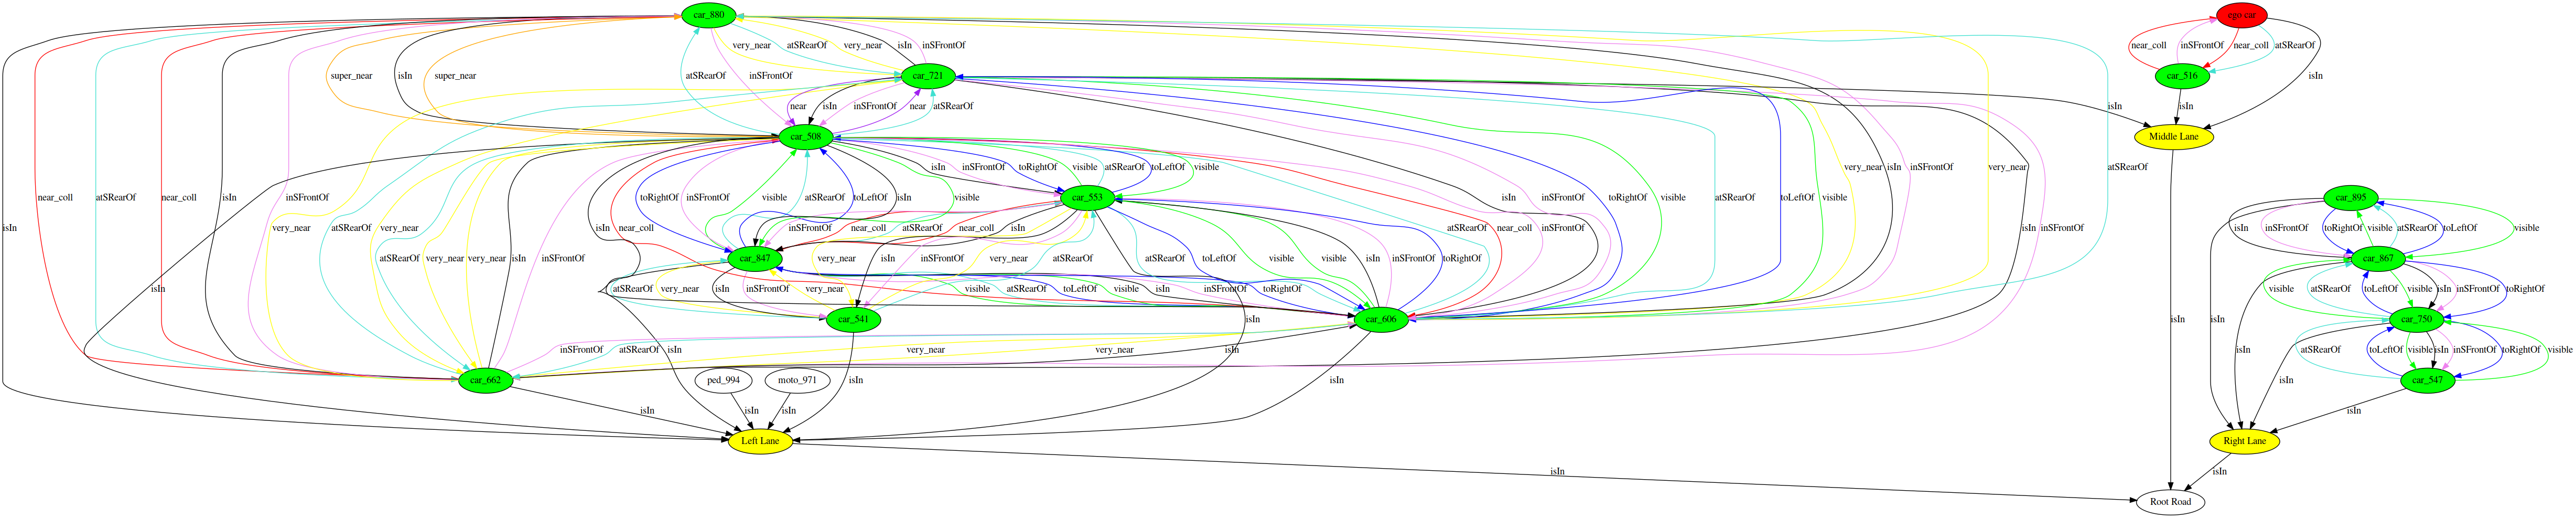 car_880
ego car
very_near
atSRearOf
very_near
isIn
inSFrontOf
near_coll
inSFrontOf
near_coll
atSRearOf
super_near
isIn
super_near
atSRearOf
inSFrontOf
car_721
car_516
isIn
near
isIn
inSFrontOf
near
atSRearOf
isIn
isIn
car_508
Middle Lane
very_near
isIn
inSFrontOf
very_near
atSRearOf
inSFrontOf
toRightOf
visible
atSRearOf
toLeftOf
visible
near_coll
atSRearOf
near_coll
isIn
inSFrontOf
toRightOf
inSFrontOf
visible
atSRearOf
toLeftOf
isIn
visible
car_553
isIn
inSFrontOf
toRightOf
visible
atSRearOf
toLeftOf
visible
car_895
isIn
very_near
atSRearOf
very_near
isIn
near_coll
inSFrontOf
near_coll
atSRearOf
isIn
atSRearOf
near_coll
inSFrontOf
isIn
inSFrontOf
isIn
inSFrontOf
toRightOf
visible
atSRearOf
toLeftOf
visible
atSRearOf
very_near
very_near
isIn
inSFrontOf
car_847
very_near
isIn
inSFrontOf
very_near
atSRearOf
atSRearOf
toLeftOf
visible
visible
isIn
inSFrontOf
toRightOf
car_867
isIn
atSRearOf
very_near
isIn
inSFrontOf
very_near
visible
atSRearOf
toLeftOf
visible
isIn
inSFrontOf
toRightOf
visible
atSRearOf
toLeftOf
visible
isIn
inSFrontOf
toRightOf
car_541
isIn
car_606
isIn
isIn
car_750
inSFrontOf
atSRearOf
isIn
very_near
very_near
isIn
isIn
atSRearOf
toLeftOf
visible
isIn
inSFrontOf
toRightOf
visible
car_662
ped_994
moto_971
isIn
isIn
car_547
isIn
isIn
isIn
isIn
Left Lane
Right Lane
isIn
isIn
Root Road